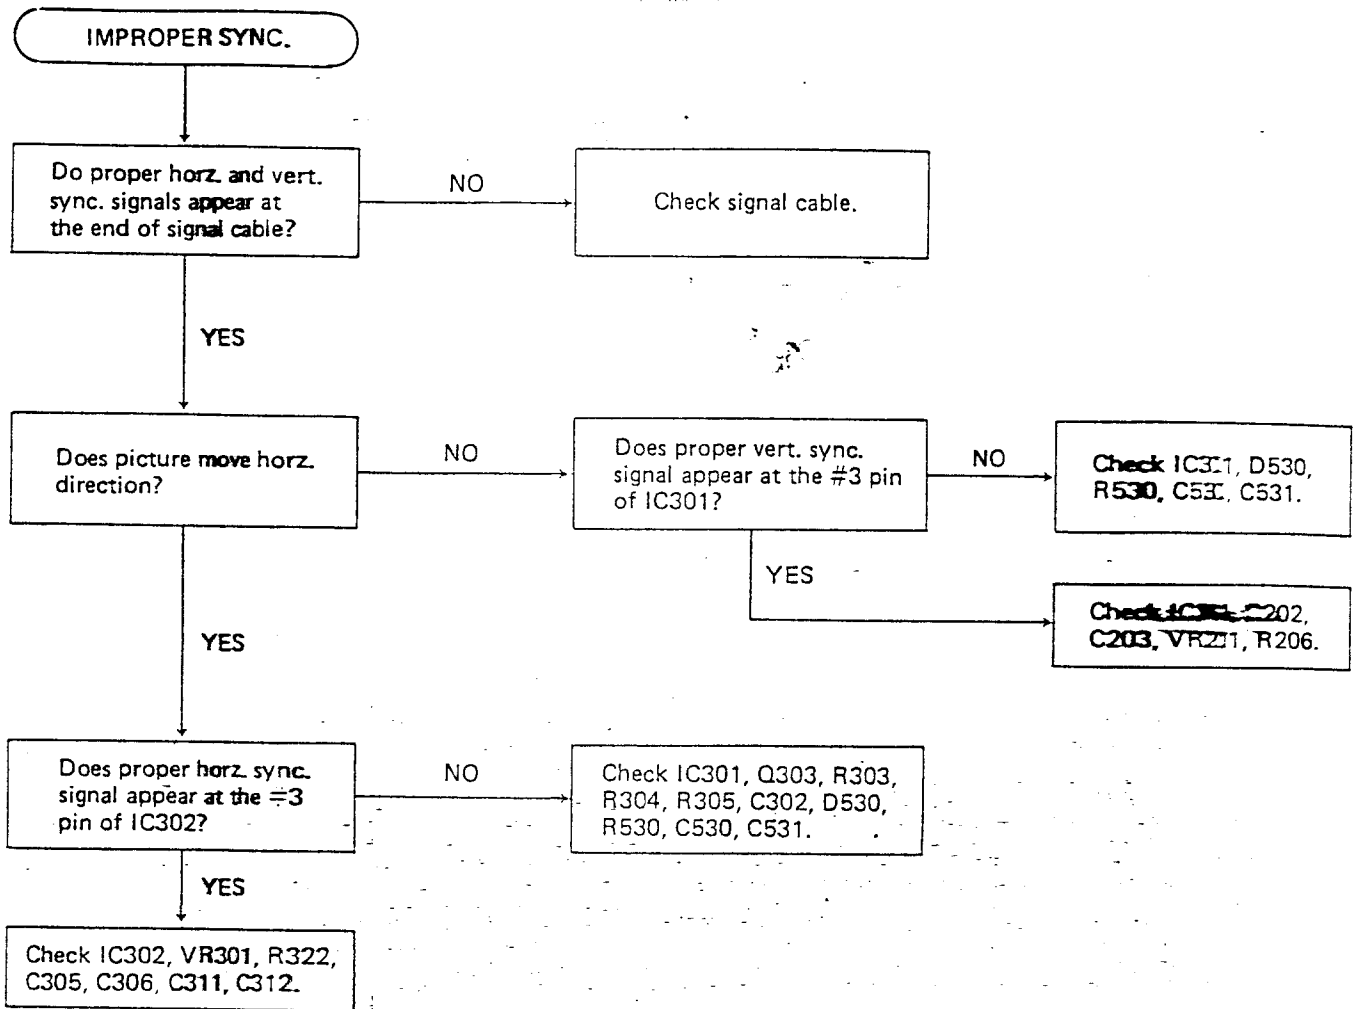 IMPROPER SYNC.
Do proper horz. and vert.
sync. signals appear at
the end of signal cable?
NO
Check signal cable.
YES
Does picture move horz.
direction?
NO
Does proper vert. sync.
signal appear at the #3 pin
of IC301?
NO
Check D530,
R530, C531.
YES
Check C202,
C203, R206.
YES
Does proper horz. sync.
signal appear at the #3
pin of IC302?
NO
Check IC301, Q303, R303,
R304, R305, C302, D530,
R530, C530, C531.
YES
Check IC302, VR301, R322,
C305, C306, C311, C312.